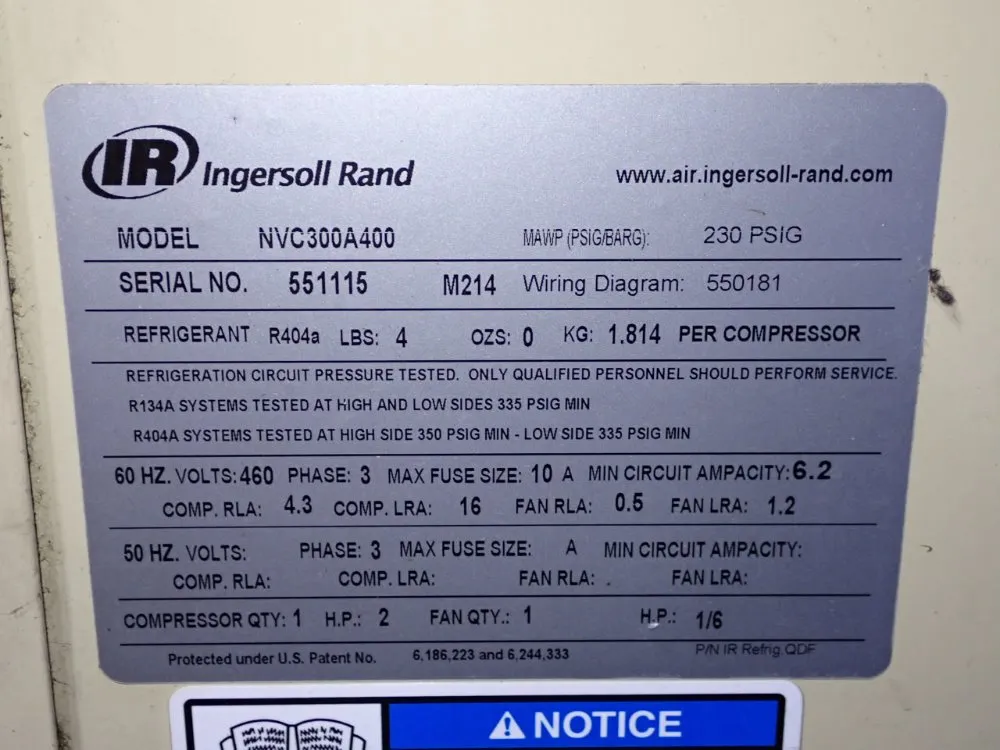 IR Ingersoll Rand www.air.ingersoll-rand.com
MODEL NVC300A400 MAWP (PSIG/BARG): 230 PSIG
SERIAL NO. 551115 M214 Wiring Diagram: 550181
REFRIGERANT R404a LBS: 4 OZS: 0 KG: 1.814 PER COMPRESSOR
REFRIGERATION CIRCUIT PRESSURE TESTED. ONLY QUALIFIED PERSONNEL SHOULD PERFORM SERVICE.
R134A SYSTEMS TESTED AT HIGH AND LOW SIDES 335 PSIG MIN
R404A SYSTEMS TESTED AT HIGH SIDE 350 PSIG MIN - LOW SIDE 335 PSIG MIN
60 HZ. VOLTS: 460 PHASE: 3 MAX FUSE SIZE: 10 A MIN CIRCUIT AMPACITY: 6.2
COMP. RLA: 4.3 COMP. LRA: 16 FAN RLA: 0.5 FAN LRA: 1.2
50 HZ. VOLTS: PHASE: 3 MAX FUSE SIZE: A MIN CIRCUIT AMPACITY:
COMP. RLA: COMP. LRA: FAN RLA: FAN LRA:
COMPRESSOR QTY: 1 H.P.: 2 FAN QTY.: 1 H.P.: 1/6
Protected under U.S. Patent No. 6,186,223 and 6,244,333 P/N IR Refrig.QDF
NOTICE